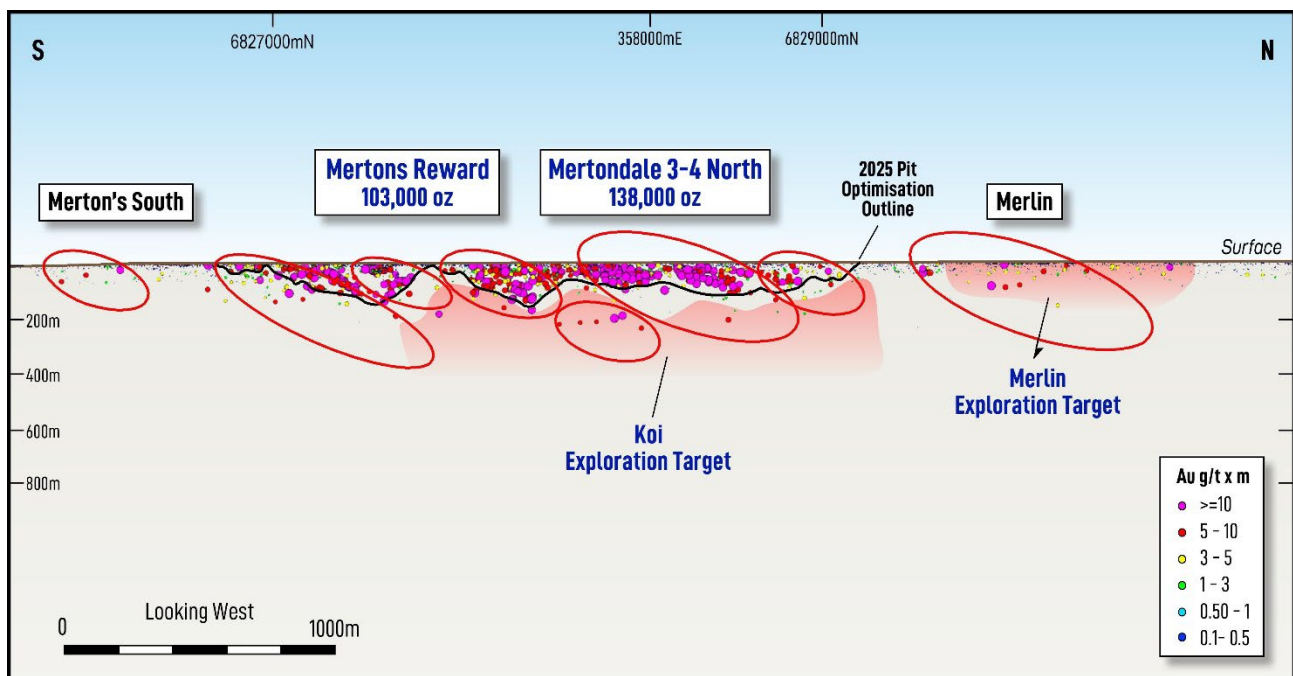 S
6827000mN
358000mE
6829000mN
N
Merton's South
Mertons Reward
103,000 oz
Mertondale 3-4 North
138,000 oz
2025 Pit
Optimisation
Outline
Merlin
Surface
200m
400m
600m
800m
Koi
Exploration Target
Merlin
Exploration Target
Looking West
0
1000m
Au g/t x m
>=10
5 - 10
3 - 5
1 - 3
0.50 - 1
0.1- 0.5